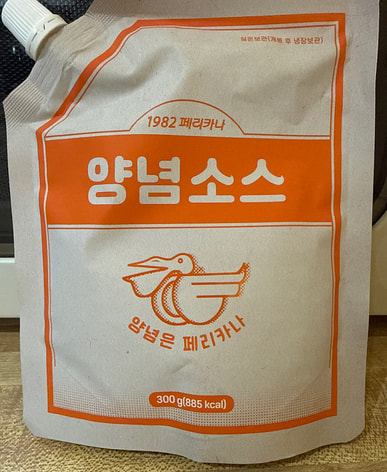 실온보관(개봉 후 냉장보관)
1982 페리카나
양념소스
양념은 페리카나
300 g(885 kcal)